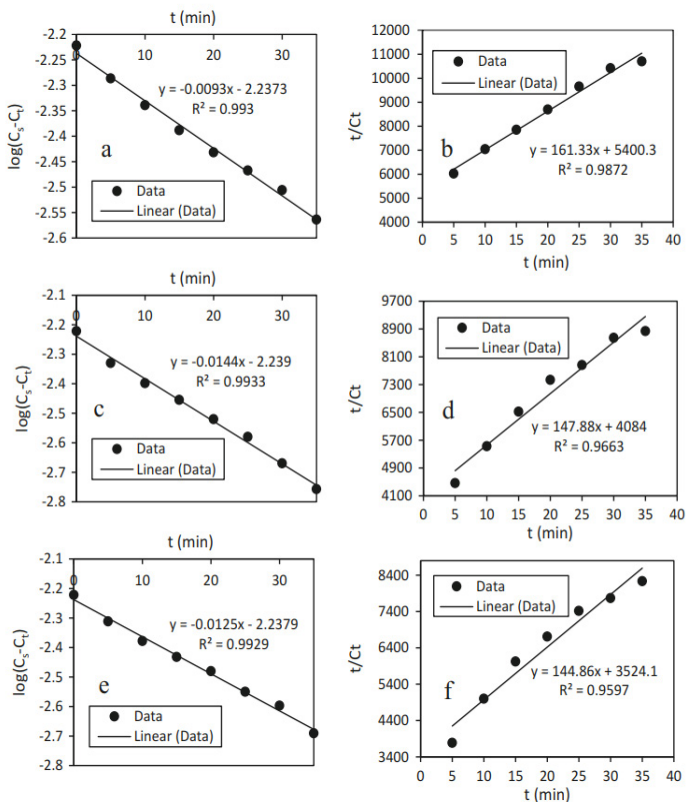 t (min)
0 10 20 30
-2.2
-2.25
-2.3
-2.35
-2.4
-2.45
-2.5
-2.55
-2.6
log(Cs-Ct)
y = -0.0093x - 2.2373
R² = 0.993
a
Data
Linear (Data)
12000
11000
10000
9000
8000
7000
6000
5000
4000
t/Ct
Data
Linear (Data)
b
y = 161.33x + 5400.3
R² = 0.9872
0 5 10 15 20 25 30 35 40
t (min)
t (min)
0 10 20 30
-2.1
-2.2
-2.3
-2.4
-2.5
-2.6
-2.7
-2.8
log(Cs-Ct)
y = -0.0144x - 2.239
R² = 0.9933
c
Data
Linear (Data)
9700
8900
8100
7300
6500
5700
4900
4100
t/Ct
Data
Linear (Data)
d
y = 147.88x + 4084
R² = 0.9663
0 5 10 15 20 25 30 35 40
t (min)
t (min)
0 10 20 30
-2.1
-2.2
-2.3
-2.4
-2.5
-2.6
-2.7
-2.8
log(Cs-Ct)
y = -0.0125x - 2.2379
R² = 0.9929
e
Data
Linear (Data)
8400
7400
6400
5400
4400
3400
t/Ct
Data
Linear (Data)
f
y = 144.86x + 3524.1
R² = 0.9597
0 5 10 15 20 25 30 35 40
t (min)